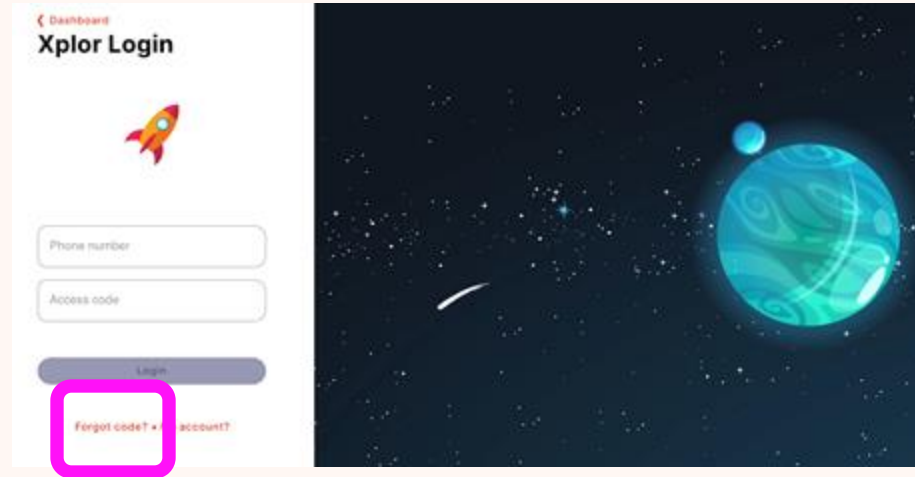 ❮ Dashboard
Xplor Login
Phone number
Access code
Login
Forgot code? • account?